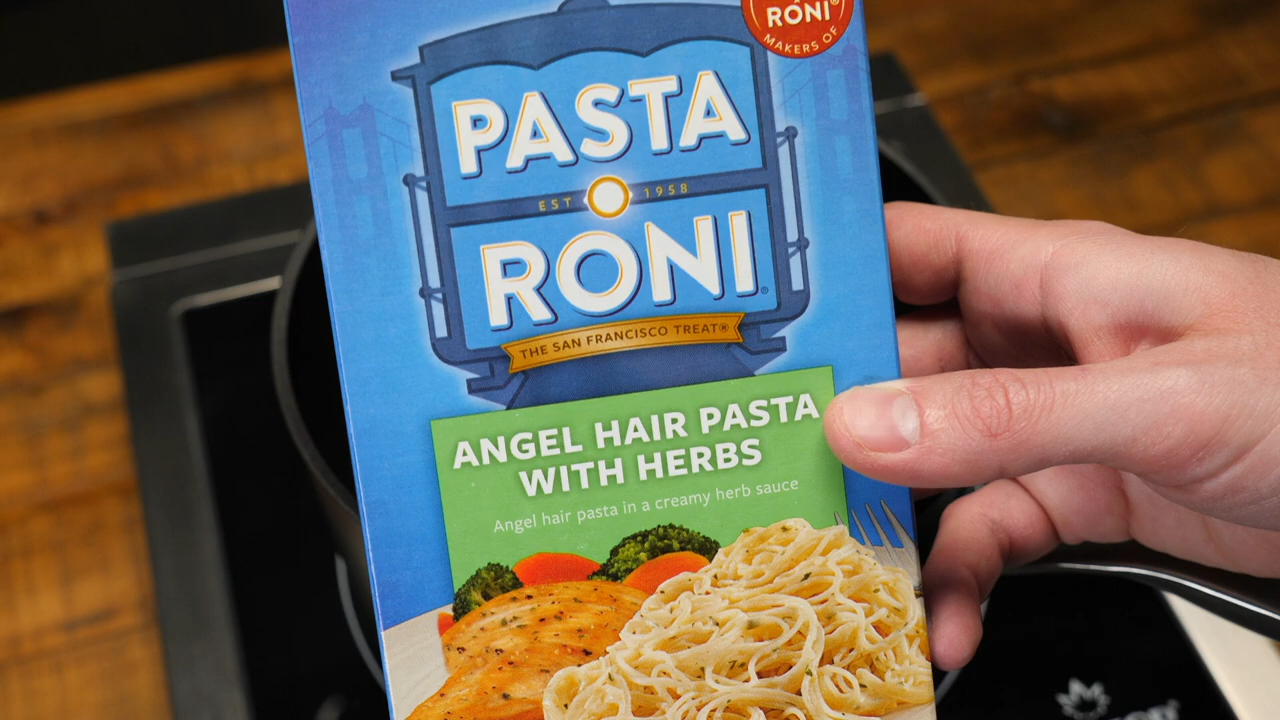 RONI®
MAKERS OF
PASTA
EST 1958
RONI®
THE SAN FRANCISCO TREAT®
ANGEL HAIR PASTA
WITH HERBS
Angel hair pasta in a creamy herb sauce